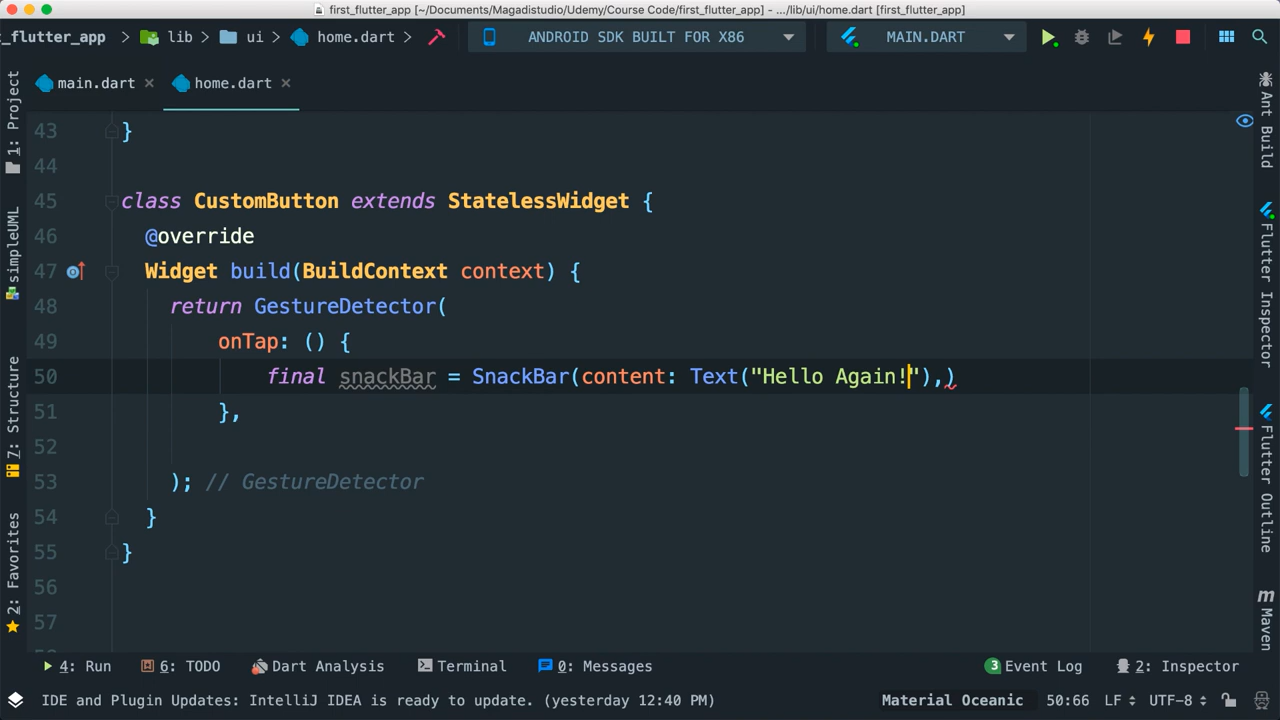 first_flutter_app [~/Documents/Magadistudio/Udemy/Course Code/first_flutter_app] - .../lib/ui/home.dart [first_flutter_app]
t_flutter_app lib ui home.dart ANDROID SDK BUILT FOR X86 MAIN.DART
main.dart home.dart
1: Project
simpleUML
7: Structure
2: Favorites
43 }
44
45 class CustomButton extends StatelessWidget {
46 @override
47 Widget build(BuildContext context) {
48 return GestureDetector(
49 onTap: () {
50 final snackBar = SnackBar(content: Text("Hello Again!"),)
51 },
52
53 ); // GestureDetector
54 }
55 }
56
57
Ant Build
Flutter Inspector
Flutter Outline
m Maven
4: Run 6: TODO Dart Analysis Terminal 0: Messages 3 Event Log 2: Inspector
IDE and Plugin Updates: IntelliJ IDEA is ready to update. (yesterday 12:40 PM) Material Oceanic 50:66 LF UTF-8